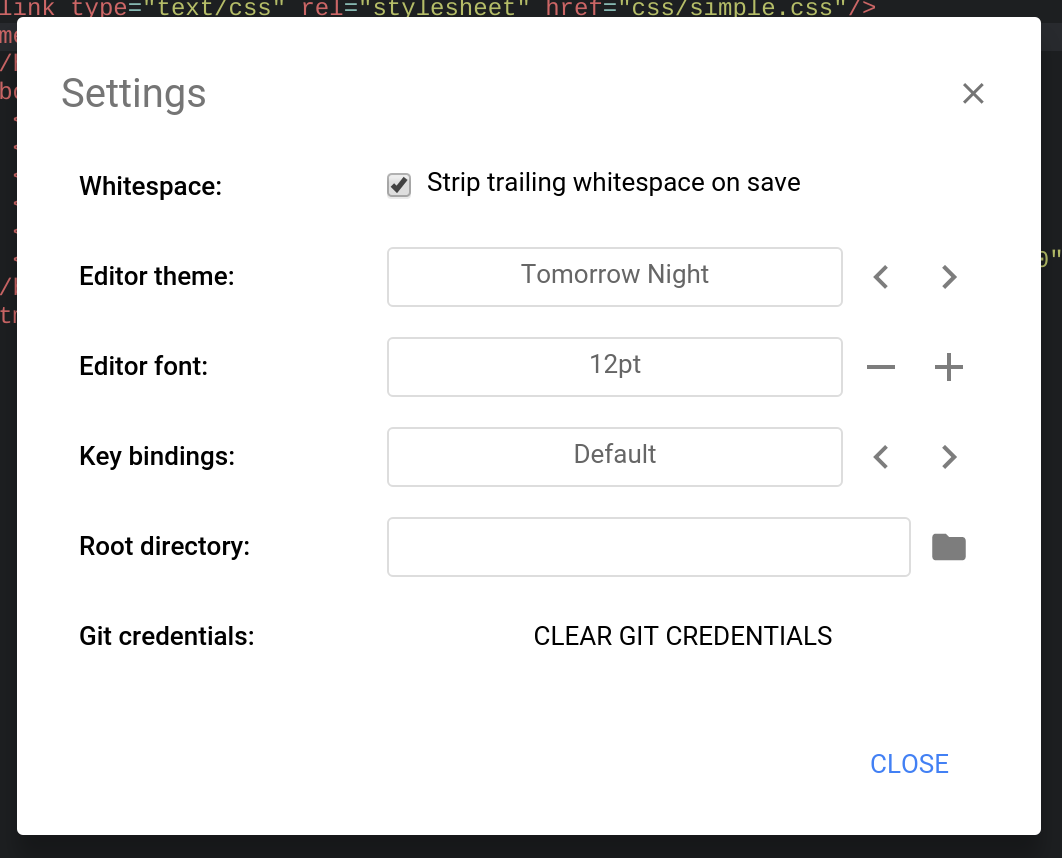 link type="text/css" rel="stylesheet" href="css/simple.css"/>
Settings
Whitespace:
Strip trailing whitespace on save
Editor theme:
Tomorrow Night
Editor font:
12pt
Key bindings:
Default
Root directory:
Git credentials:
CLEAR GIT CREDENTIALS
CLOSE